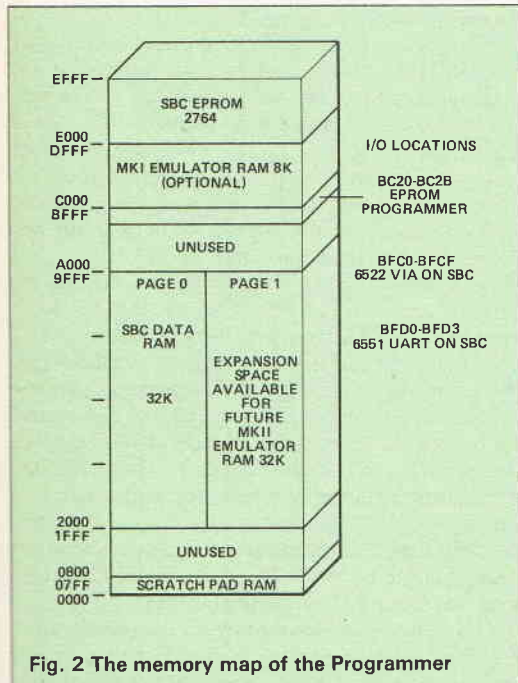 EFFF
SBC EPROM
2764
E000
DFFF
MKI EMULATOR RAM 8K
(OPTIONAL)
C000
BFFF
UNUSED
A000
9FFF
PAGE 0
PAGE 1
SBC DATA
RAM
32K
EXPANSION
SPACE
AVAILABLE
FOR
FUTURE
MKII
EMULATOR
RAM 32K
2000
1FFF
UNUSED
0800
07FF
SCRATCH PAD RAM
0000
I/O LOCATIONS
BC20-BC2B
EPROM
PROGRAMMER
BFC0-BFCF
6522 VIA ON SBC
BFD0-BFD3
6551 UART ON SBC
Fig. 2 The memory map of the Programmer